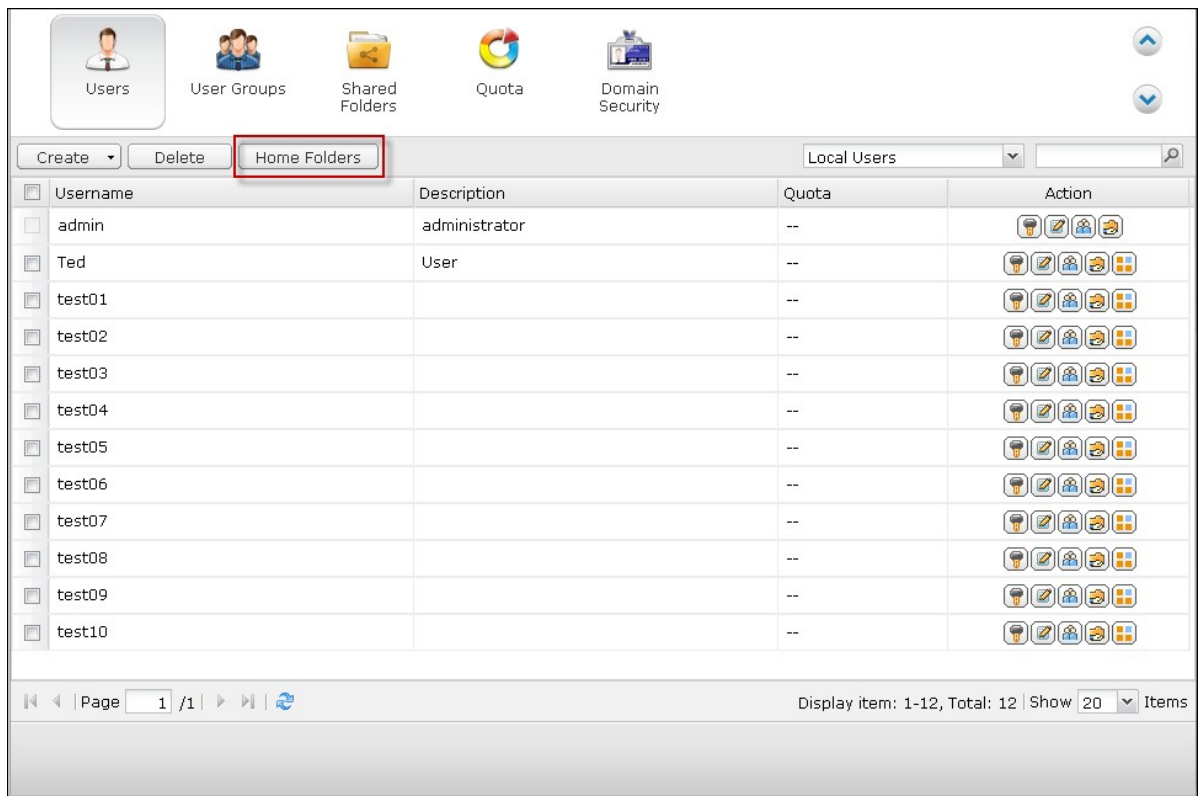 Users
User Groups
Shared
Folders
Quota
Domain
Security
Create Delete Home Folders Local Users
Username Description Quota Action
admin administrator --
Ted User --
test01 --
test02 --
test03 --
test04 --
test05 --
test06 --
test07 --
test08 --
test09 --
test10 --
Page 1 /1 Display item: 1-12, Total: 12 Show 20 Items